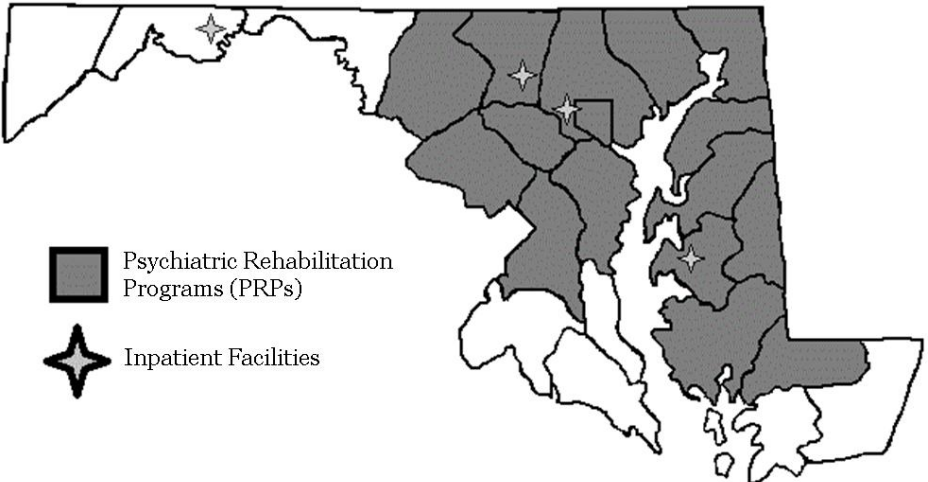 Psychiatric Rehabilitation
Programs (PRPs)
Inpatient Facilities